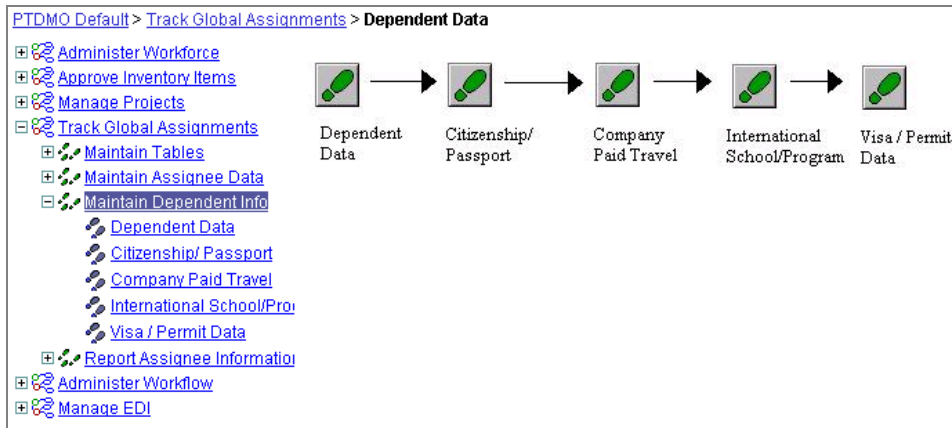 PTDMO Default > Track Global Assignments > Dependent Data
Administer Workforce
Approve Inventory Items
Manage Projects
Track Global Assignments
Maintain Tables
Maintain Assignee Data
Maintain Dependent Info
Dependent Data
Citizenship/ Passport
Company Paid Travel
International School/Pro
Visa / Permit Data
Report Assignee Information
Administer Workflow
Manage EDI
Dependent
Data
Citizenship/
Passport
Company
Paid Travel
International
School/Program
Visa / Permit
Data